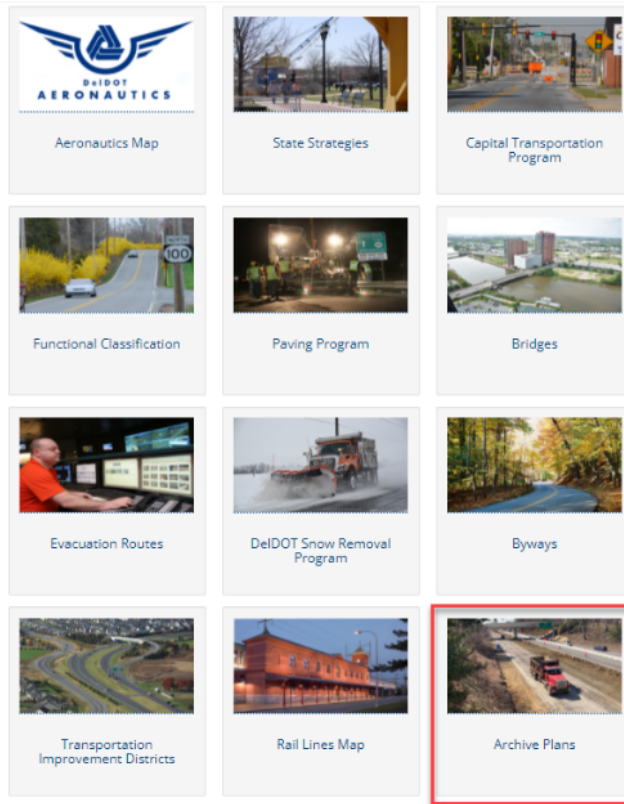 DelDOT
AERONAUTICS
Aeronautics Map
State Strategies
Capital Transportation
Program
NORTH
100
Functional Classification
Paving Program
Bridges
Evacuation Routes
DelDOT Snow Removal
Program
Byways
Transportation
Improvement Districts
Rail Lines Map
Archive Plans